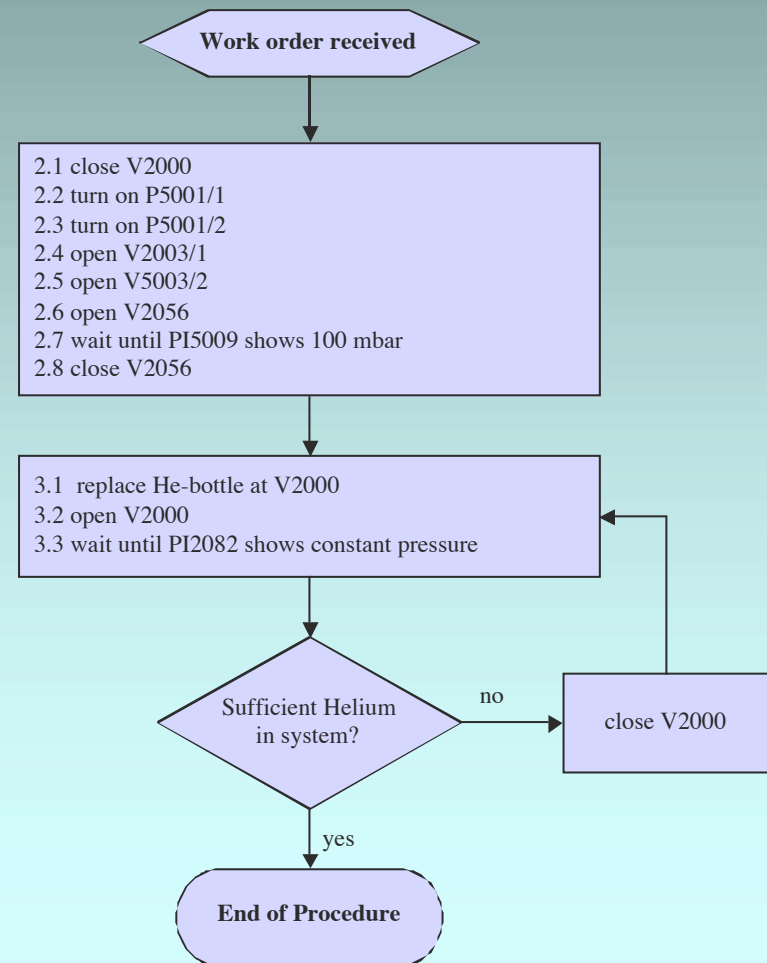 Work order received
2.1 close V2000
2.2 turn on P5001/1
2.3 turn on P5001/2
2.4 open V2003/1
2.5 open V5003/2
2.6 open V2056
2.7 wait until PI5009 shows 100 mbar
2.8 close V2056
3.1 replace He-bottle at V2000
3.2 open V2000
3.3 wait until PI2082 shows constant pressure
Sufficient Helium
in system?
no
close V2000
yes
End of Procedure